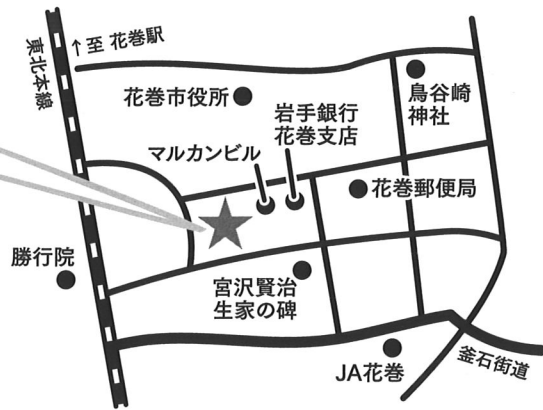 ↑至 花巻駅
東北本線
花巻市役所
鳥谷崎
神社
岩手銀行
花巻支店
マルカンビル
花巻郵便局
勝行院
宮沢賢治
生家の碑
JA花巻
釜石街道